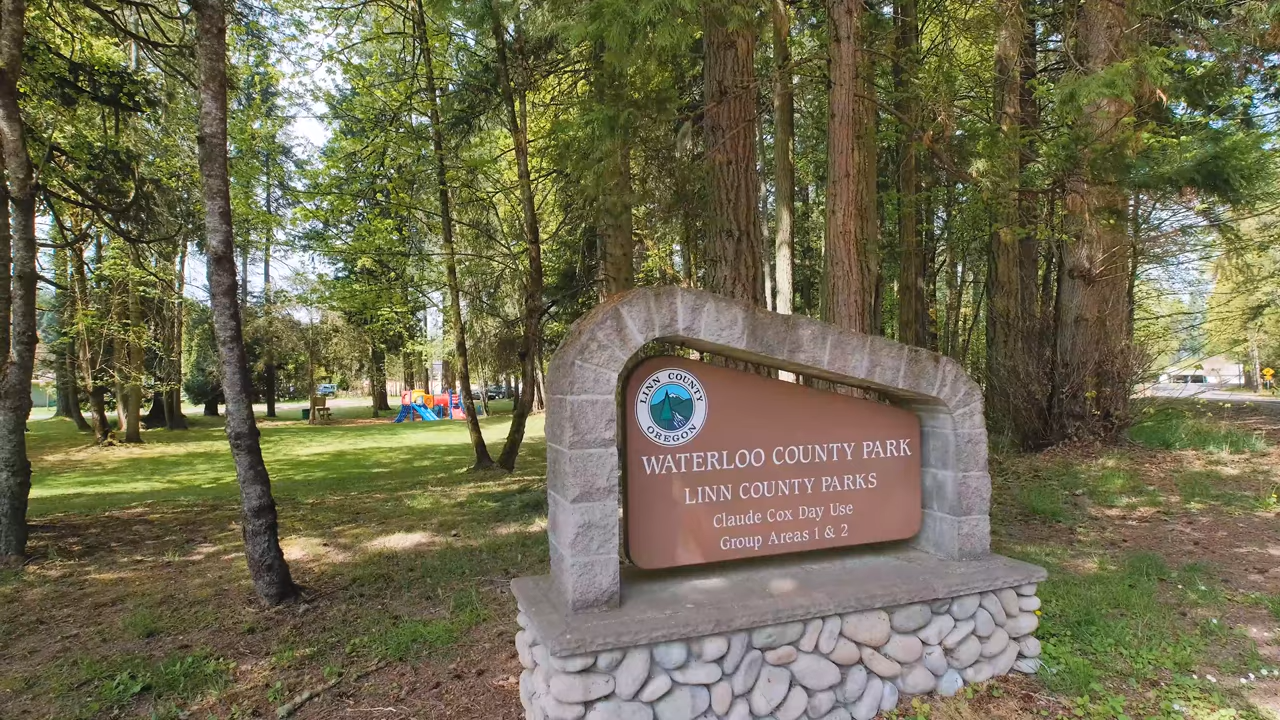 LINN COUNTY
OREGON
WATERLOO COUNTY PARK
LINN COUNTY PARKS
Claude Cox Day Use
Group Areas 1 & 2